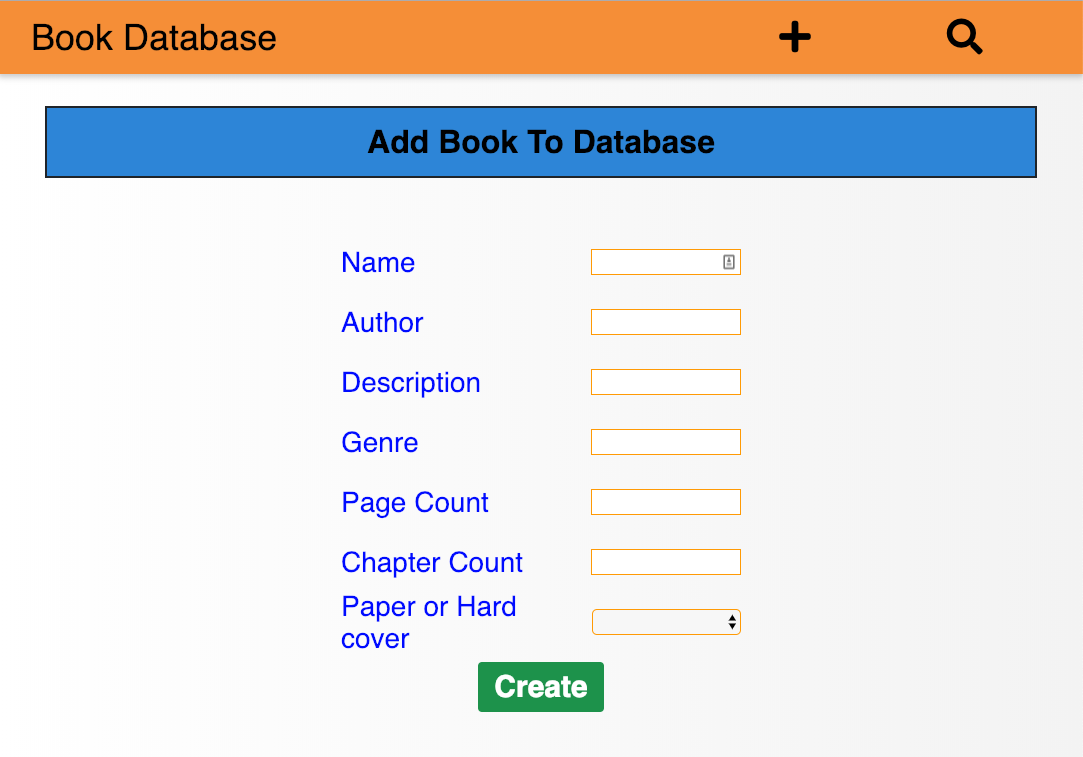 Book Database
Add Book To Database
Name
Author
Description
Genre
Page Count
Chapter Count
Paper or Hard
cover
Create